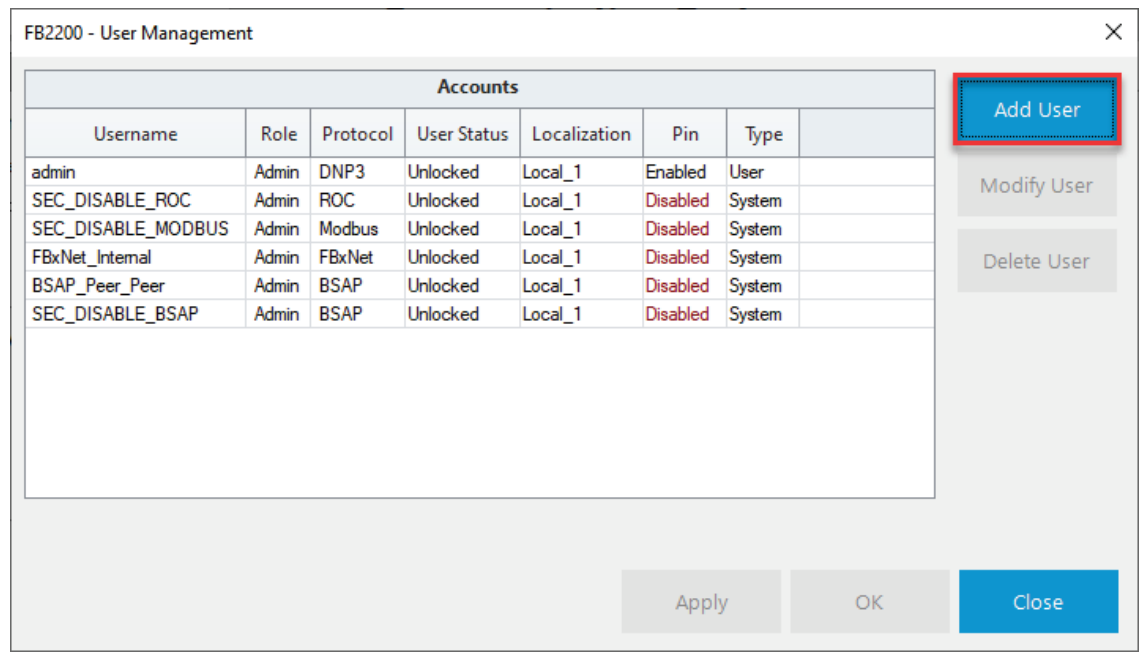 FB2200 - User Management
Accounts
Username Role Protocol User Status Localization Pin Type
admin Admin DNP3 Unlocked Local_1 Enabled User
SEC_DISABLE_ROC Admin ROC Unlocked Local_1 Disabled System
SEC_DISABLE_MODBUS Admin Modbus Unlocked Local_1 Disabled System
FBxNet_Internal Admin FBxNet Unlocked Local_1 Disabled System
BSAP_Peer_Peer Admin BSAP Unlocked Local_1 Disabled System
SEC_DISABLE_BSAP Admin BSAP Unlocked Local_1 Disabled System
Add User
Modify User
Delete User
Apply OK Close